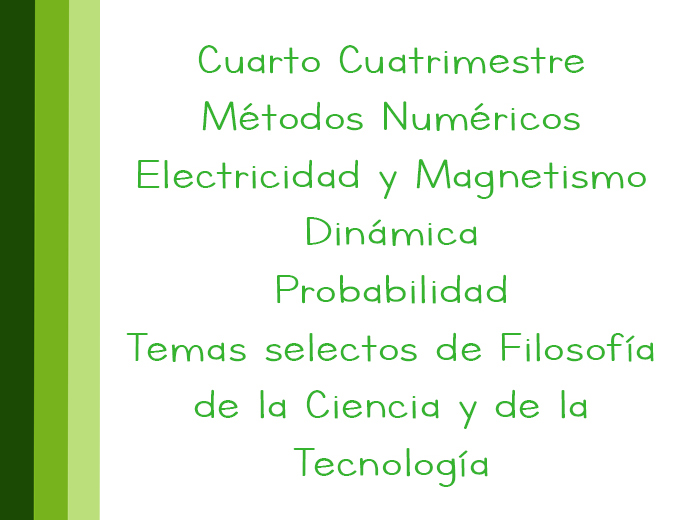 Cuarto Cuatrimestre
Métodos Numéricos
Electricidad y Magnetismo
Dinámica
Probabilidad
Temas selectos de Filosofía
de la Ciencia y de la
Tecnología